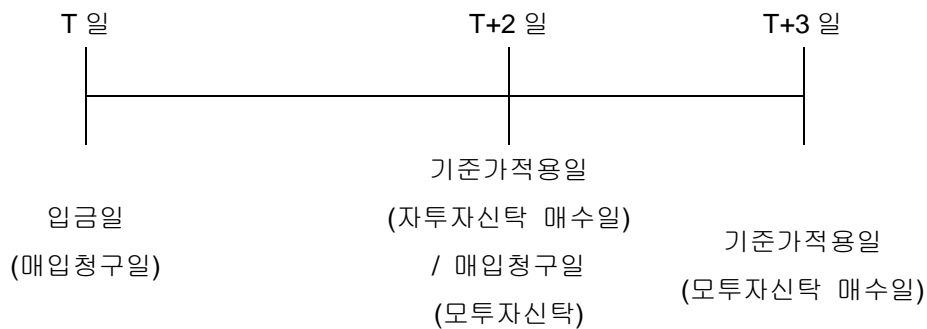 T 일
T+2 일
T+3 일
입금일
(매입청구일)
기준가적용일
(자투자신탁 매수일)
/ 매입청구일
(모투자신탁)
기준가적용일
(모투자신탁 매수일)